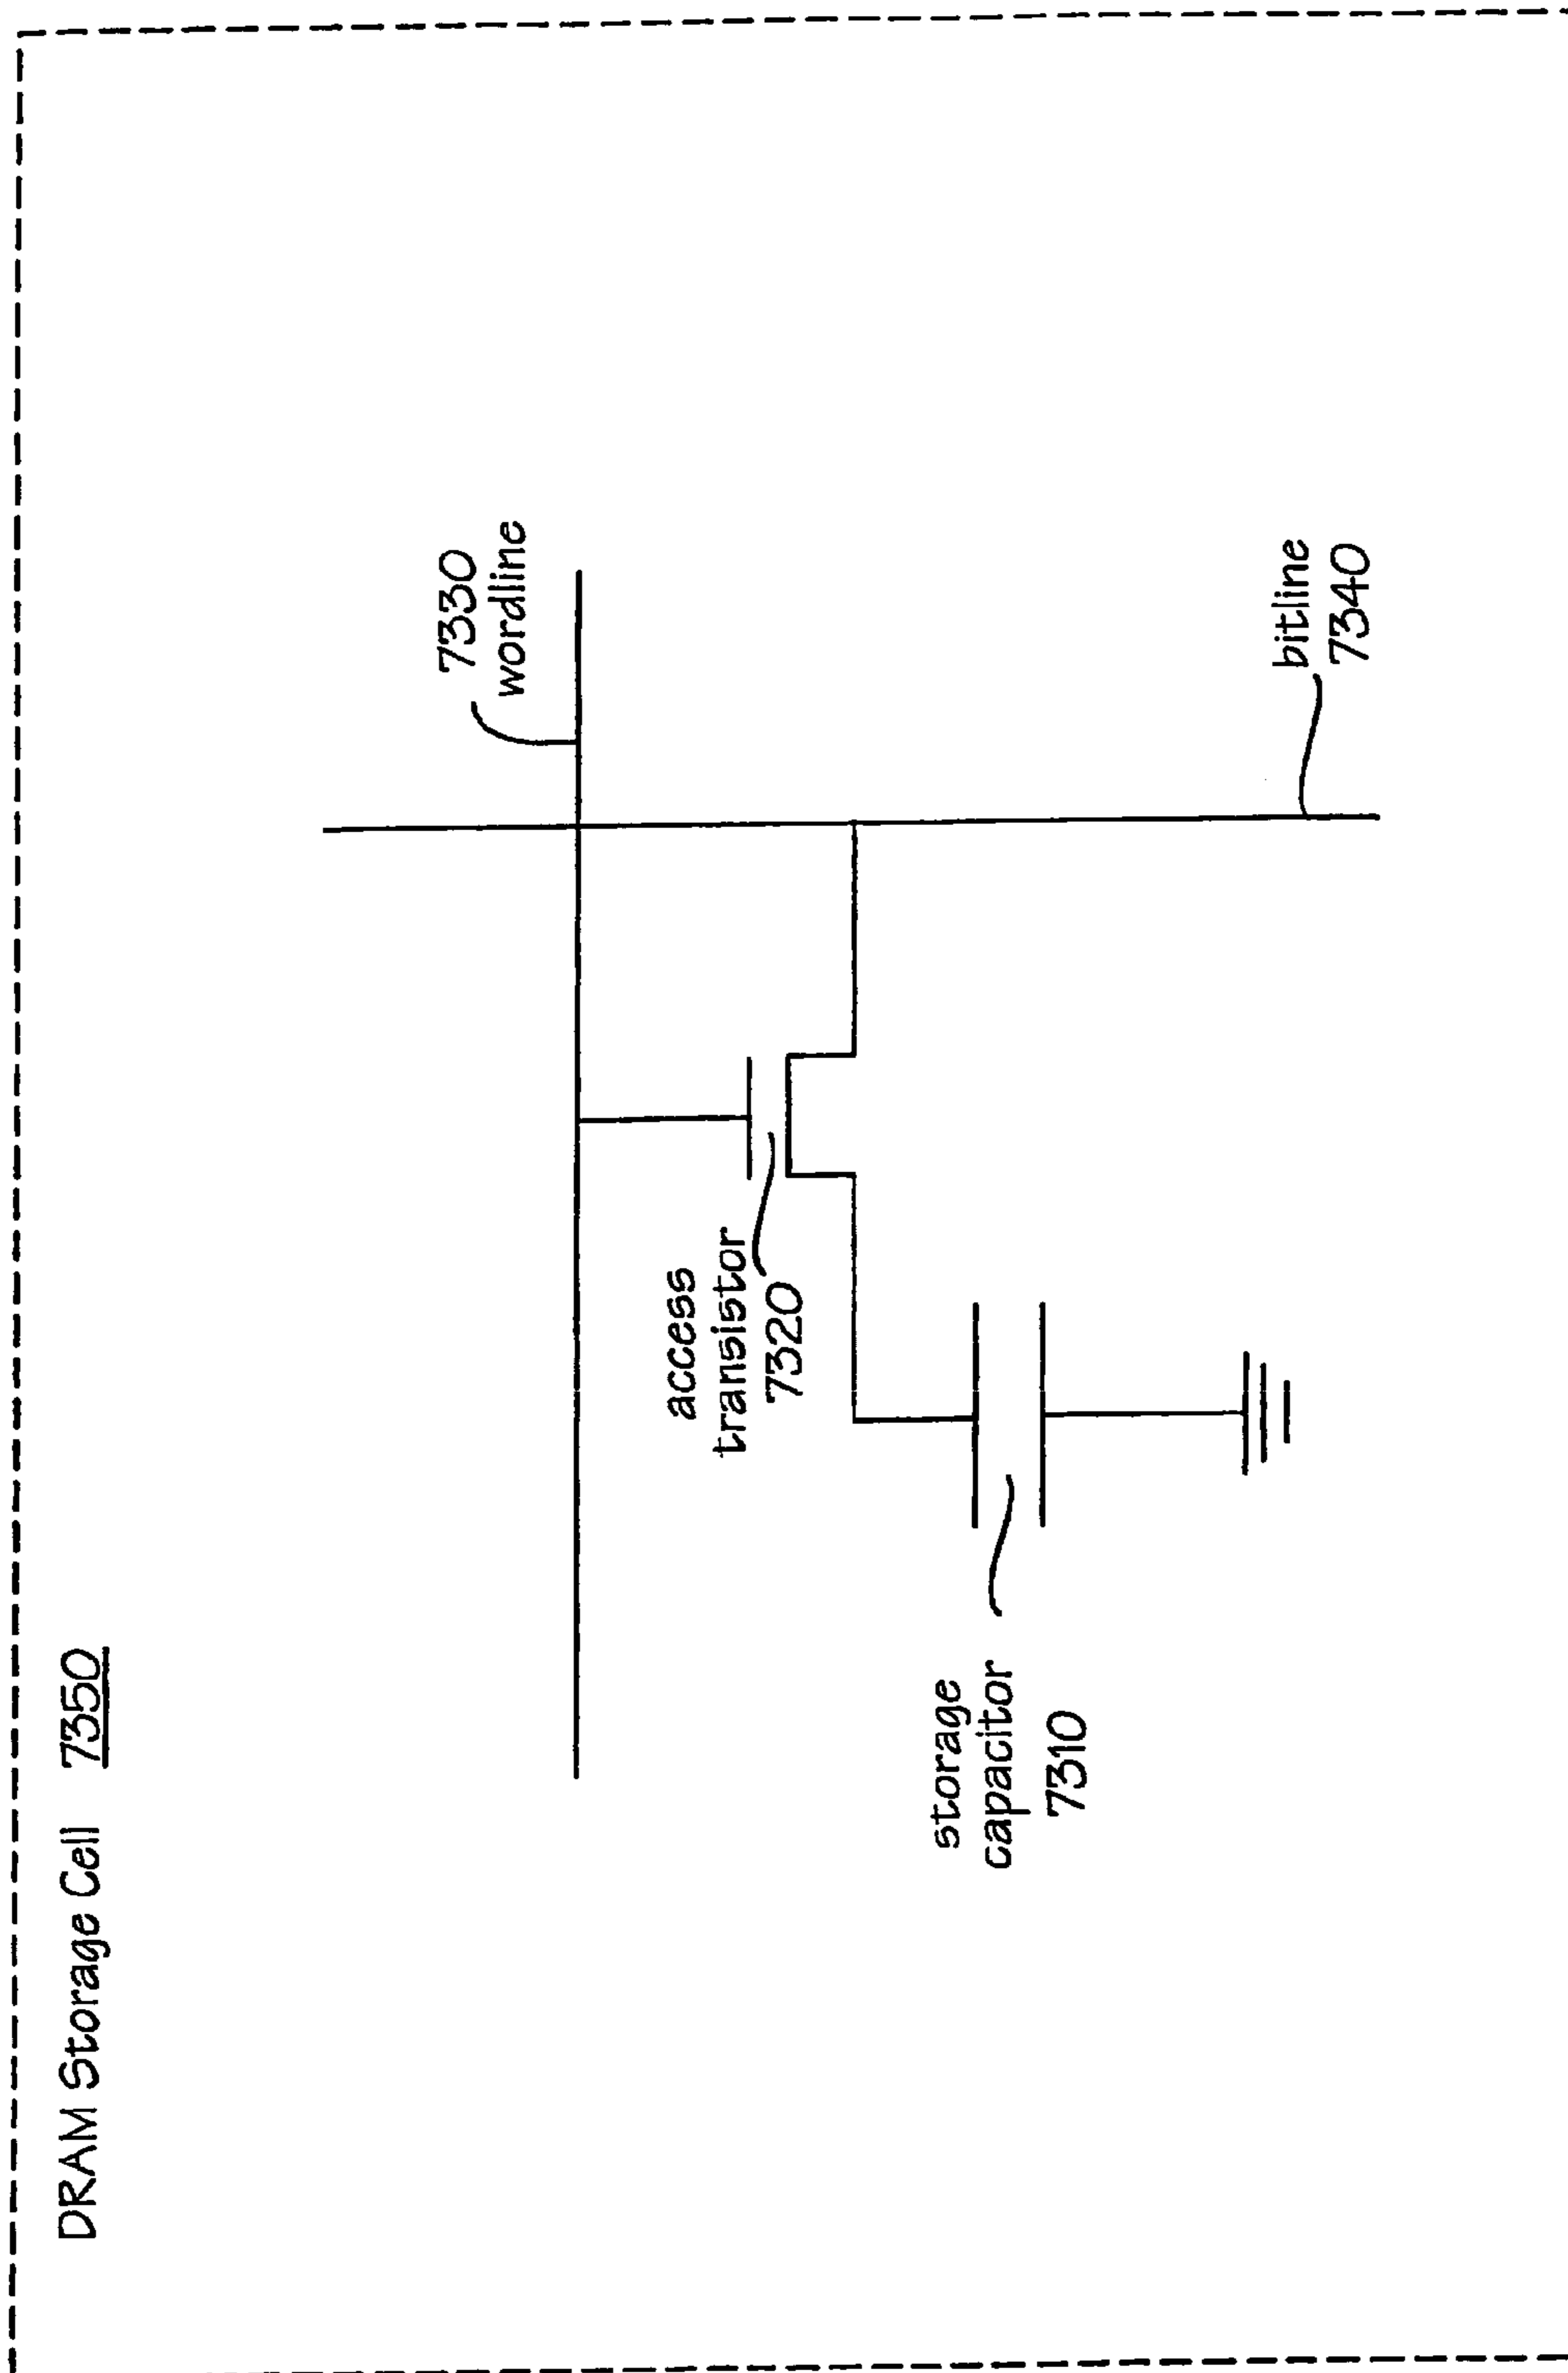 DRAM Storage Cell 7350
7330
wordline
access
transistor
7320
storage
capacitor
7310
bitline
7340